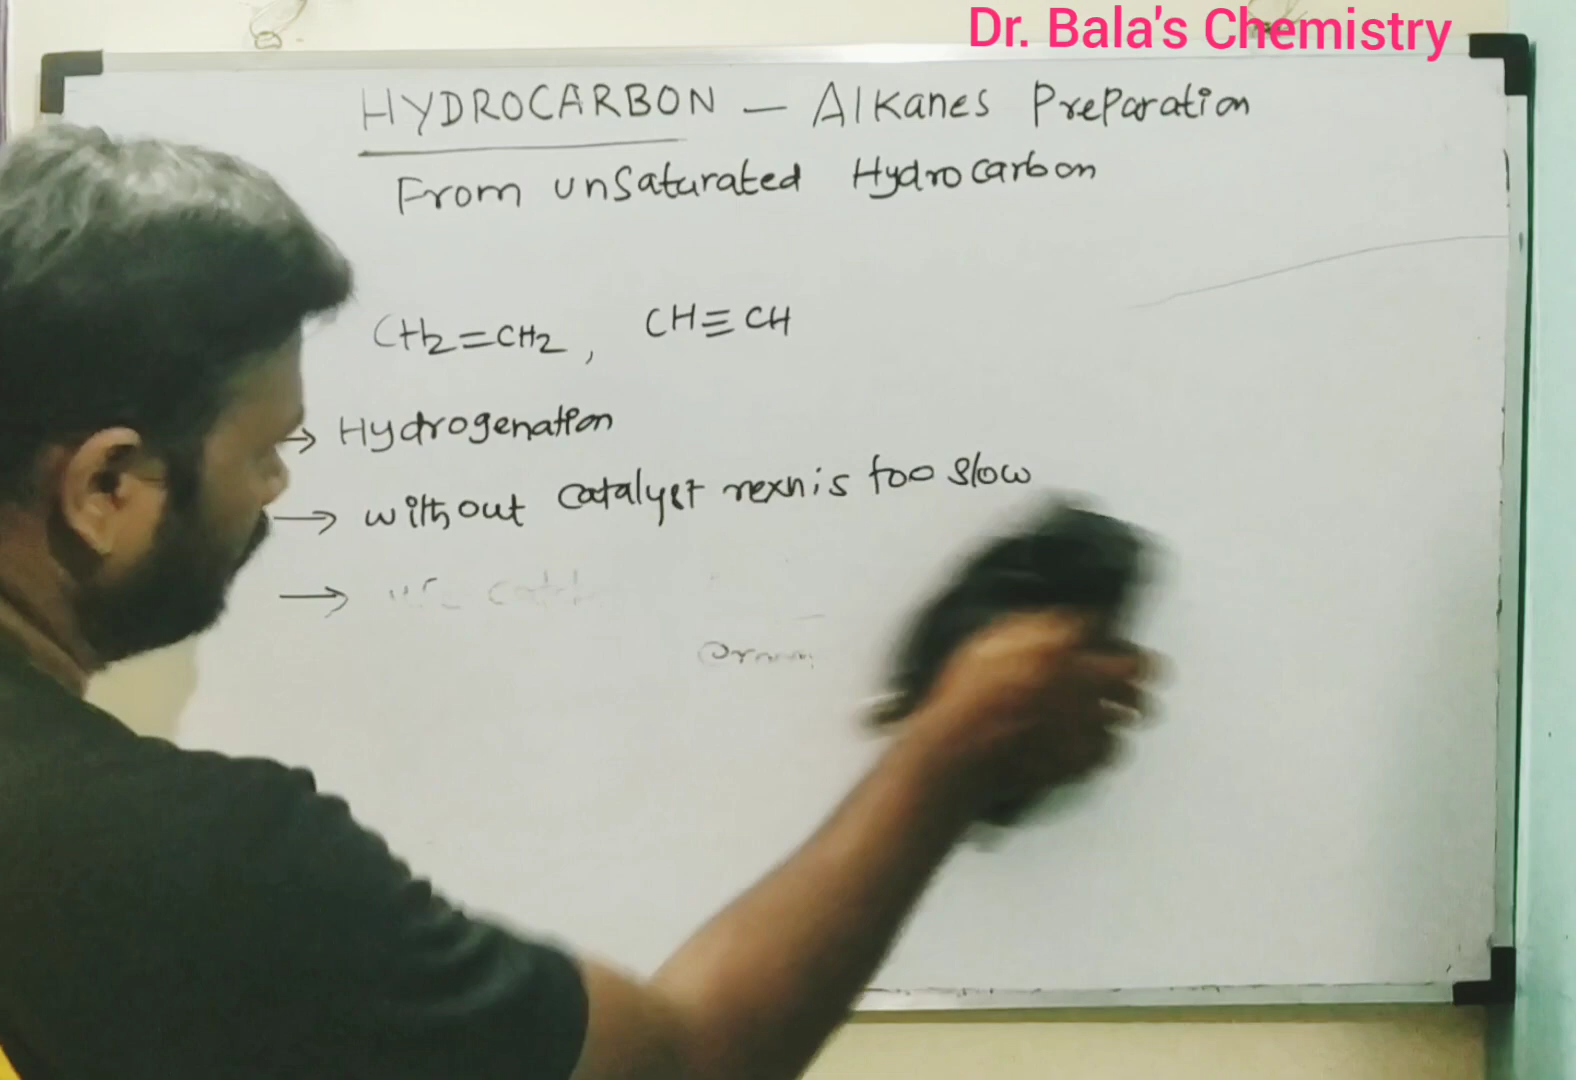 Dr. Bala's Chemistry
HYDROCARBON — Alkanes Preparation
From unsaturated Hydrocarbon
CH2=CH2, CH≡CH
→ Hydrogenation
→ without catalyst rexn is too slow
→